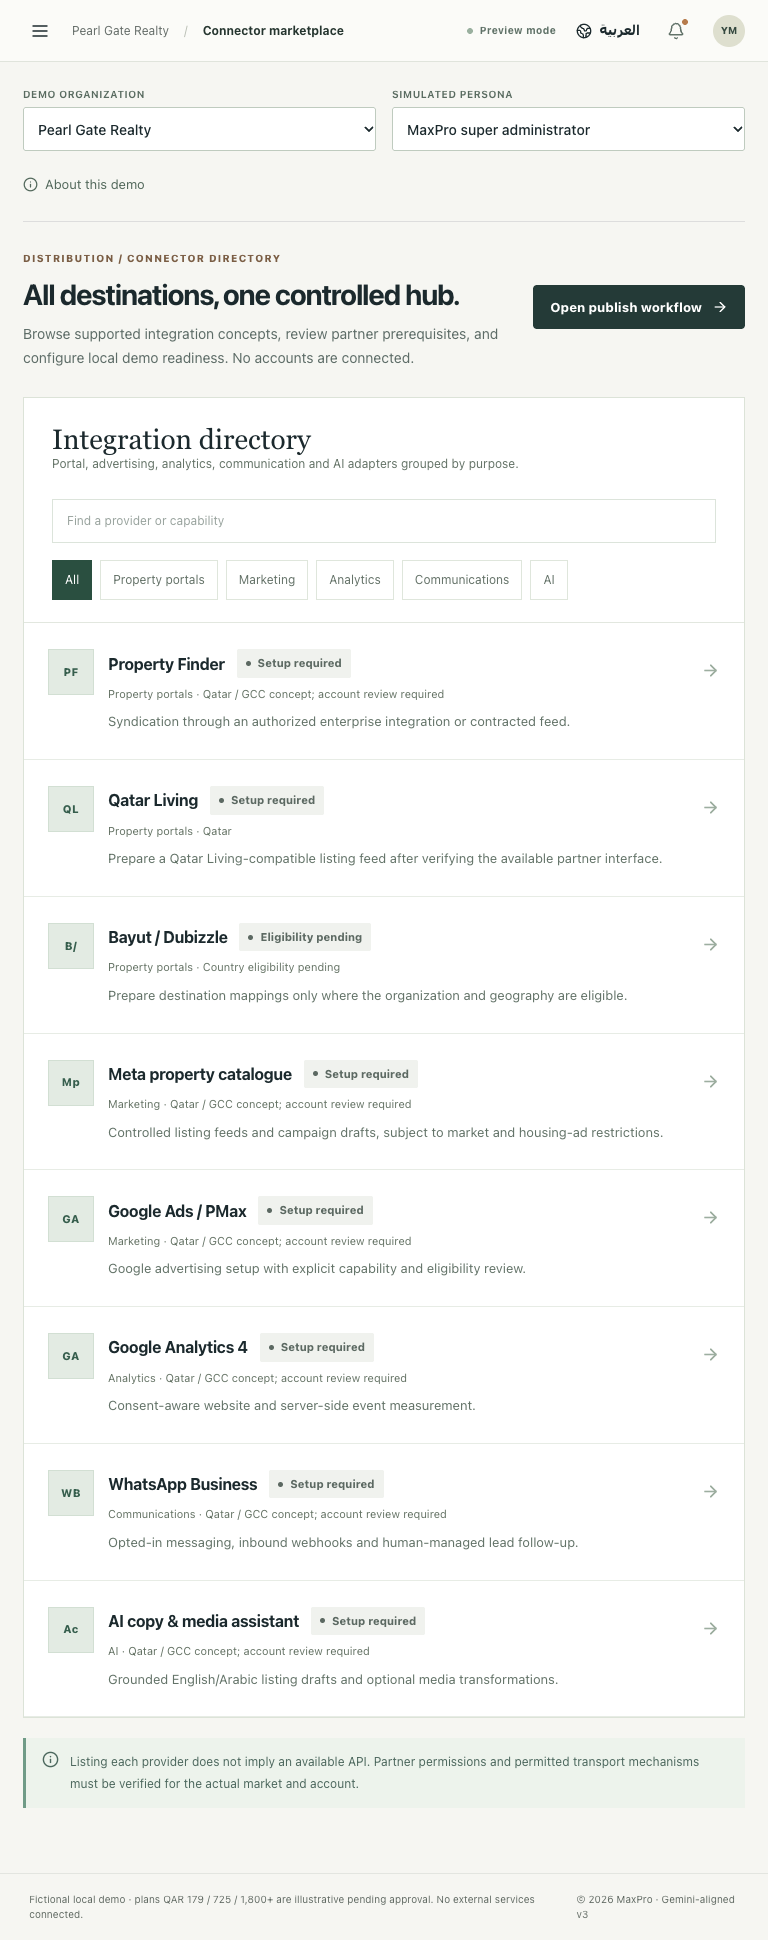 Pearl Gate Realty / Connector marketplace
Preview mode
العربية
YM
DEMO ORGANIZATION
Pearl Gate Realty
SIMULATED PERSONA
MaxPro super administrator
About this demo
DISTRIBUTION / CONNECTOR DIRECTORY
All destinations, one controlled hub.
Browse supported integration concepts, review partner prerequisites, and
configure local demo readiness. No accounts are connected.
Open publish workflow
Integration directory
Portal, advertising, analytics, communication and AI adapters grouped by purpose.
Find a provider or capability
All
Property portals
Marketing
Analytics
Communications
AI
PF
Property Finder
Setup required
Property portals · Qatar / GCC concept; account review required
Syndication through an authorized enterprise integration or contracted feed.
QL
Qatar Living
Setup required
Property portals · Qatar
Prepare a Qatar Living-compatible listing feed after verifying the available partner interface.
B/
Bayut / Dubizzle
Eligibility pending
Property portals · Country eligibility pending
Prepare destination mappings only where the organization and geography are eligible.
Mp
Meta property catalogue
Setup required
Marketing · Qatar / GCC concept; account review required
Controlled listing feeds and campaign drafts, subject to market and housing-ad restrictions.
GA
Google Ads / PMax
Setup required
Marketing · Qatar / GCC concept; account review required
Google advertising setup with explicit capability and eligibility review.
GA
Google Analytics 4
Setup required
Analytics · Qatar / GCC concept; account review required
Consent-aware website and server-side event measurement.
WB
WhatsApp Business
Setup required
Communications · Qatar / GCC concept; account review required
Opted-in messaging, inbound webhooks and human-managed lead follow-up.
Ac
AI copy & media assistant
Setup required
AI · Qatar / GCC concept; account review required
Grounded English/Arabic listing drafts and optional media transformations.
Listing each provider does not imply an available API. Partner permissions and permitted transport mechanisms
must be verified for the actual market and account.
Fictional local demo · plans QAR 179 / 725 / 1,800+ are illustrative pending approval. No external services
connected.
© 2026 MaxPro · Gemini-aligned
v3